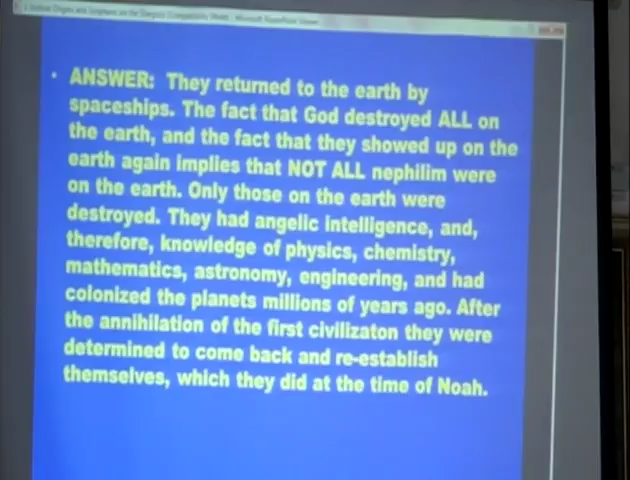 • ANSWER: They returned to the earth by
spaceships. The fact that God destroyed ALL on
the earth, and the fact that they showed up on the
earth again implies that NOT ALL nephilim were
on the earth. Only those on the earth were
destroyed. They had angelic intelligence, and,
therefore, knowledge of physics, chemistry,
mathematics, astronomy, engineering, and had
colonized the planets millions of years ago. After
the annihilation of the first civilizaton they were
determined to come back and re-establish
themselves, which they did at the time of Noah.